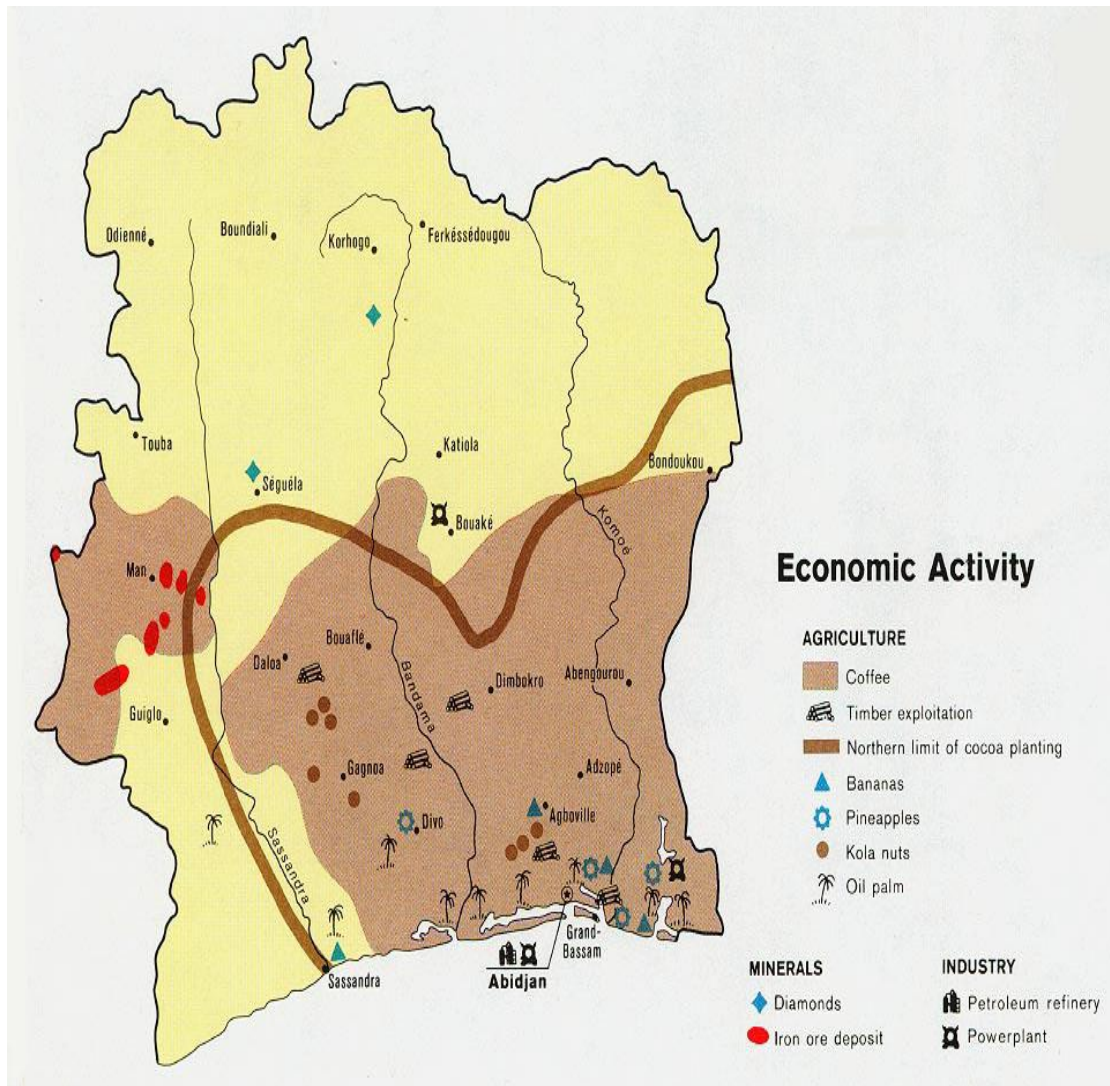 Odienné
Boundiali
Korhogo
Ferkéssédougou
Touba
Katiola
Séguéla
Bondoukou
Bouaké
Komoé
Man
Economic Activity
Bouaflé
Daloa
Bandama
Dimbokro
Abengourou
Guiglo
Gagnoa
Adzopé
Divo
Agboville
Sassandra
Grand-
Bassam
Abidjan
Sassandra
AGRICULTURE
Coffee
Timber exploitation
Northern limit of cocoa planting
Bananas
Pineapples
Kola nuts
Oil palm
MINERALS
Diamonds
Iron ore deposit
INDUSTRY
Petroleum refinery
Powerplant